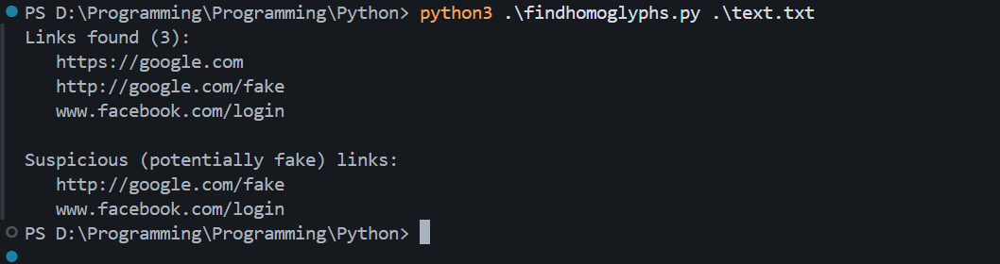 PS D:\Programming\Programming\Python> python3 .\findhomoglyphs.py .\text.txt
Links found (3):
https://google.com
http://google.com/fake
www.facebook.com/login
Suspicious (potentially fake) links:
http://google.com/fake
www.facebook.com/login
PS D:\Programming\Programming\Python>